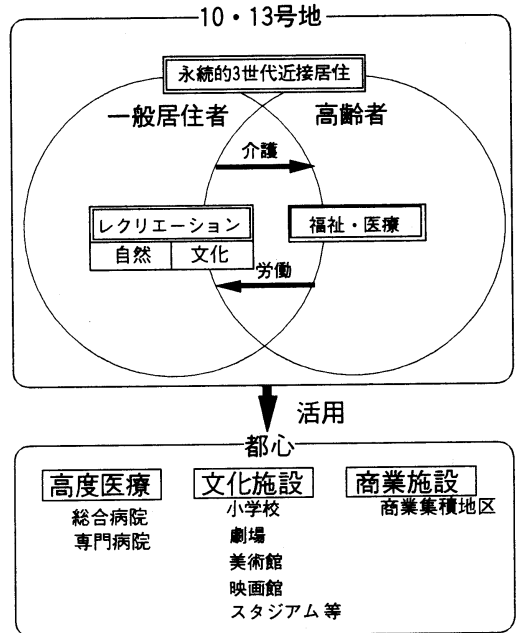 10・13号地
永続的3世代近接居住
一般居住者
高齢者
介護
レクリエーション
自然
文化
福祉・医療
労働
活用
都心
高度医療
総合病院
専門病院
文化施設
小学校
劇場
美術館
映画館
スタジアム等
商業施設
商業集積地区